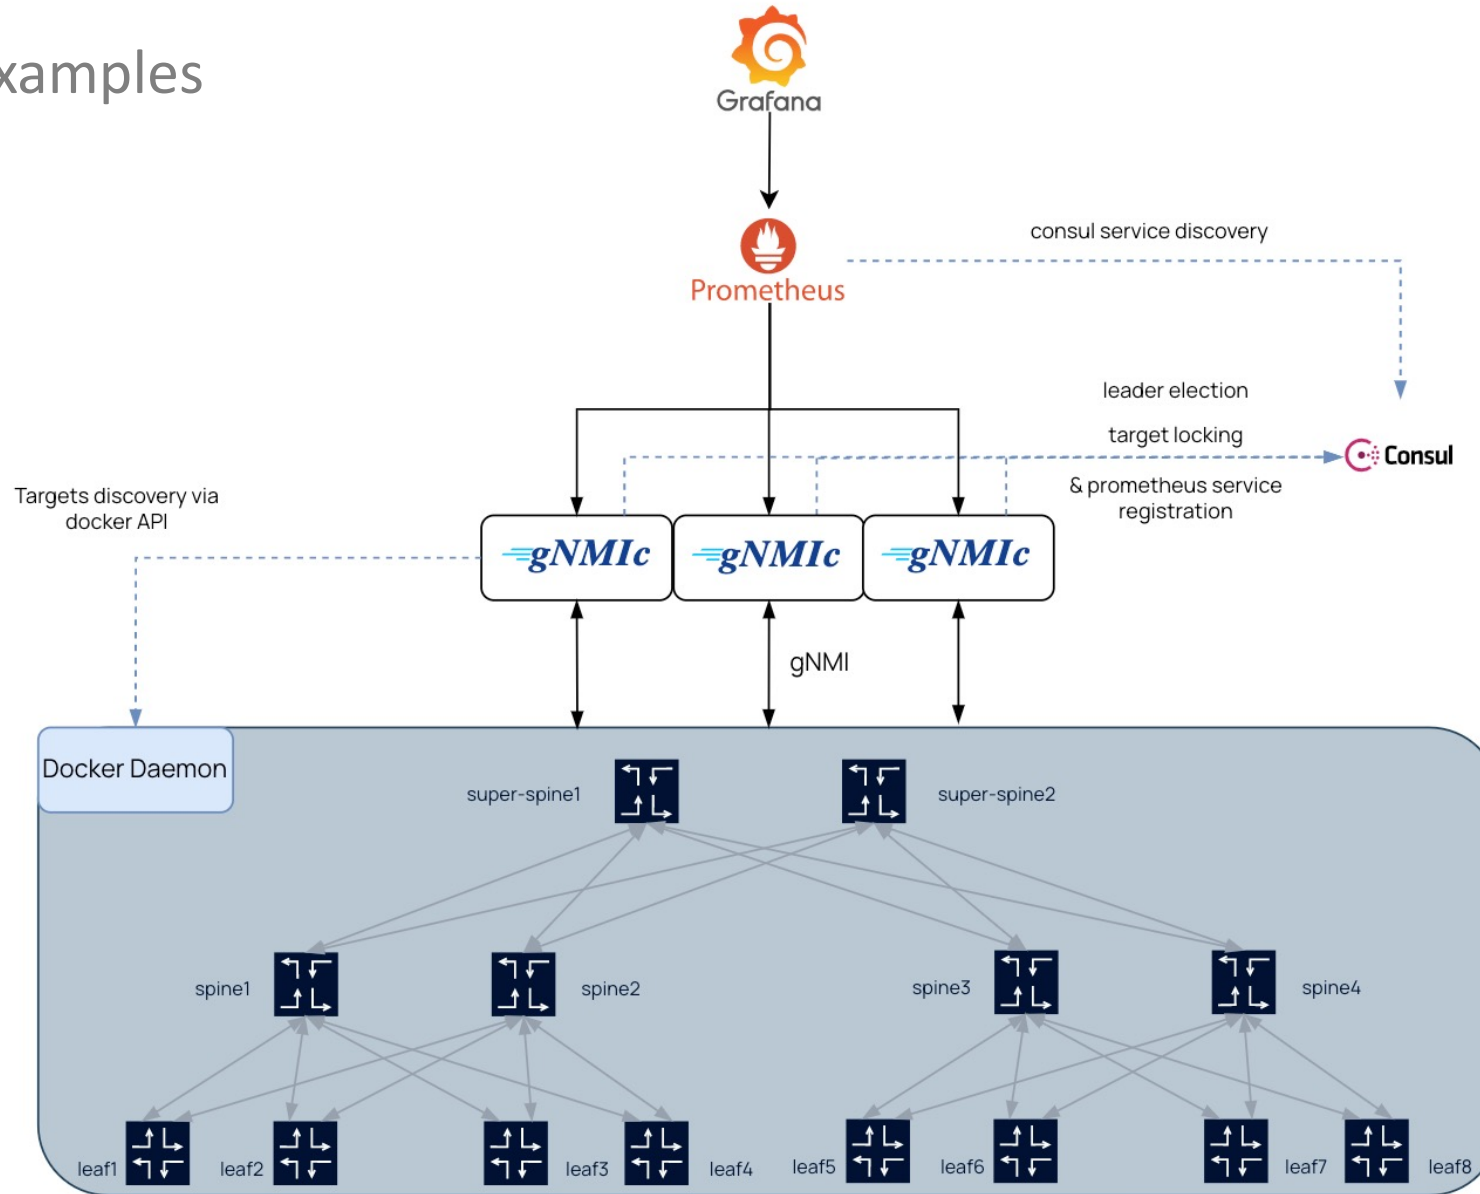 xamples
Grafana
consul service discovery
Prometheus
leader election
target locking
Consul
Targets discovery via
docker API
& prometheus service
registration
gNMIc
gNMIc
gNMIc
gNMI
Docker Daemon
super-spine1
super-spine2
spine1
spine2
spine3
spine4
leaf1
leaf2
leaf3
leaf4
leaf5
leaf6
leaf7
leaf8